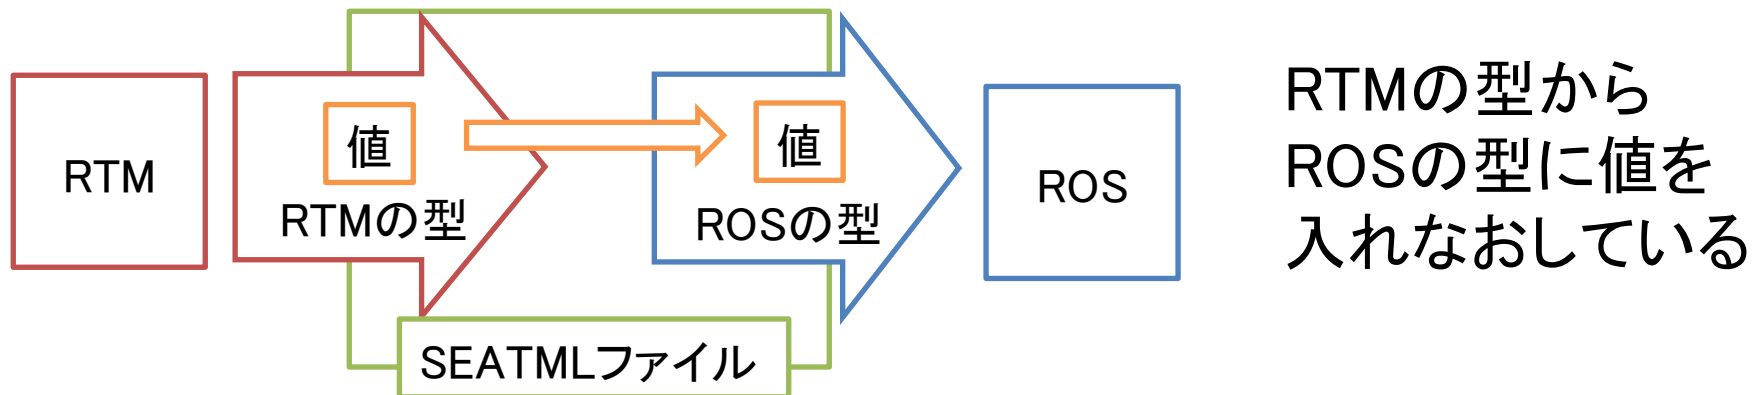 RTM
値
RTMの型
値
ROSの型
ROS
SEATMLファイル
RTMの型から
ROSの型に値を
入れなおしている